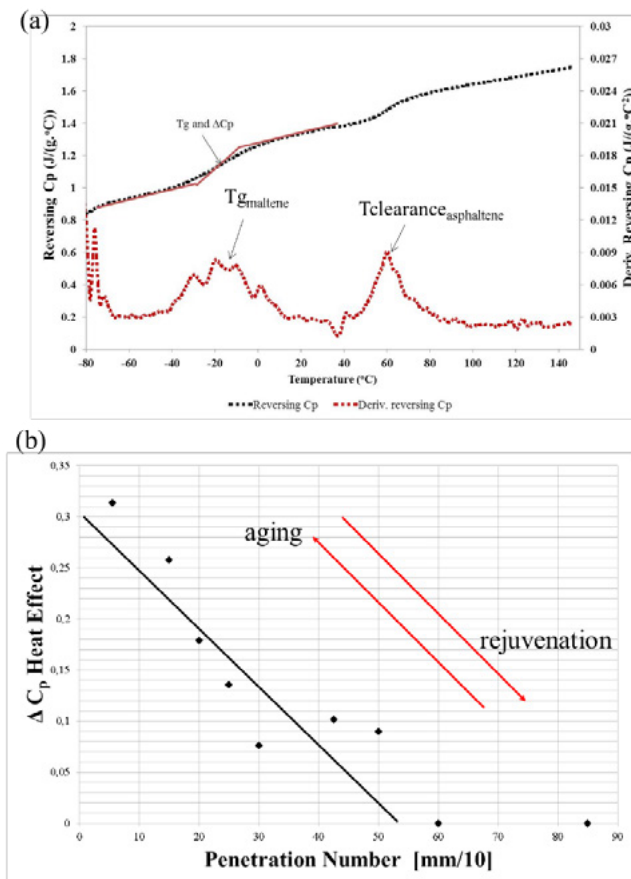 (a)
2
1.8
1.6
1.4
1.2
1
0.8
0.6
0.4
0.2
0
Reversing Cp (J/(g.°C))
0.03
0.027
0.024
0.021
0.018
0.015
0.012
0.009
0.006
0.003
0
Deriv. Reversing Cp (J/(g.°C²)
Tg and ΔCp
Tgmaltene
Tclearanceasphaltene
-80 -60 -40 -20 0 20 40 60 80 100 120 140
Temperature (°C)
Reversing Cp Deriv. reversing Cp
(b)
0,35
0,3
0,25
0,2
0,15
0,1
0,05
0
Δ Cp Heat Effect
aging
rejuvenation
0 10 20 30 40 50 60 70 80 90
Penetration Number [mm/10]